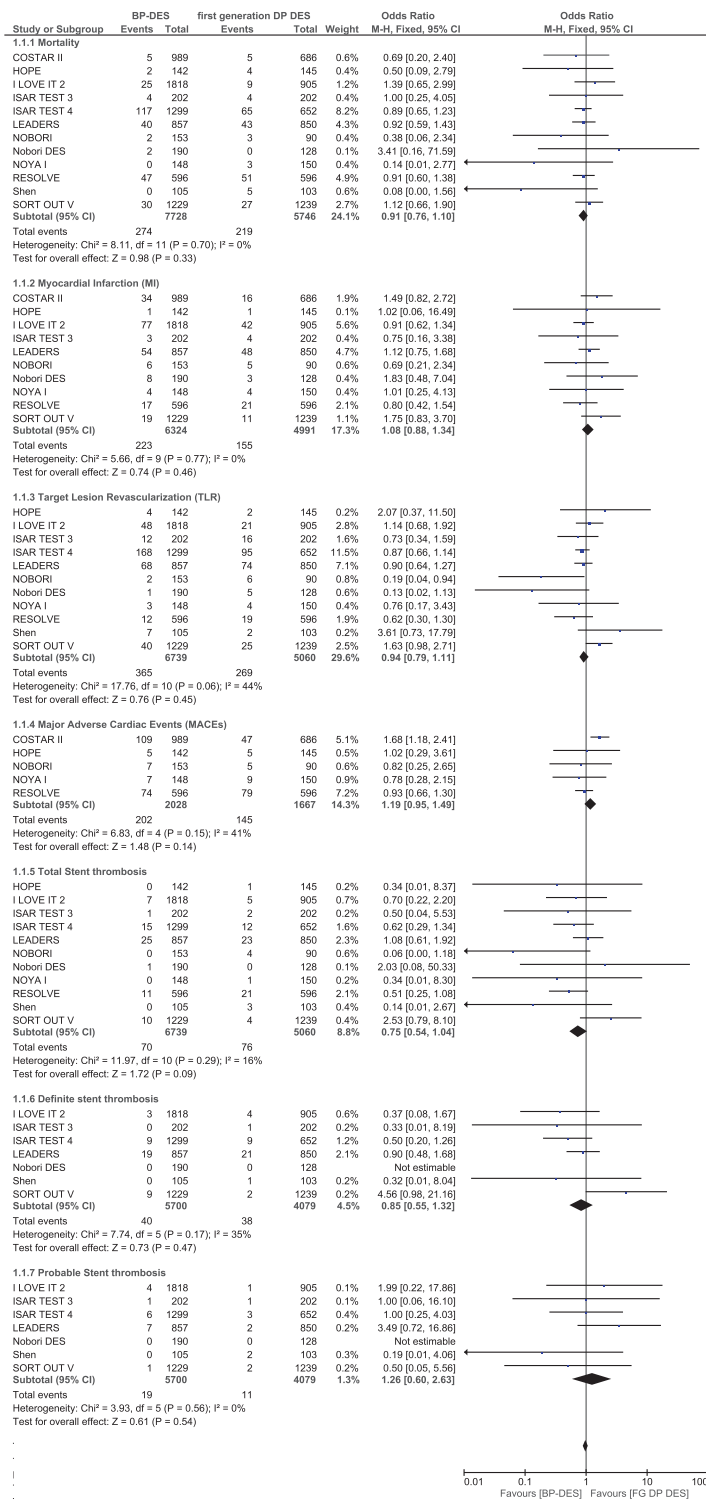 BP-DES first generation DP DES Odds Ratio Odds Ratio
Study or Subgroup Events Total Events Total Weight M-H, Fixed, 95% CI M-H, Fixed, 95% CI
1.1.1 Mortality
COSTAR II 5 989 5 686 0.6% 0.69 [0.20, 2.40]
HOPE 2 142 4 145 0.4% 0.50 [0.09, 2.79]
I LOVE IT 2 25 1818 9 905 1.3% 1.39 [0.65, 2.99]
ISAR TEST 3 4 202 4 202 0.4% 1.00 [0.25, 4.05]
ISAR TEST 4 117 1299 65 652 8.5% 0.89 [0.65, 1.23]
LEADERS 40 857 43 850 4.3% 0.92 [0.59, 1.43]
NOBORI 2 153 3 90 0.4% 0.38 [0.06, 2.34]
Nobori DES 2 190 0 128 0.1% 3.41 [0.16, 71.59]
NOYA I 0 148 3 150 0.4% 0.14 [0.01, 2.77]
RESOLVE 47 596 51 596 4.9% 0.91 [0.60, 1.38]
Shen 0 105 5 103 0.6% 0.08 [0.00, 1.56]
SORT OUT V 30 1229 27 1239 2.7% 1.12 [0.66, 1.90]
Subtotal (95% CI) 7728 5746 24.1% 0.91 [0.76, 1.10]
Total events 274 219
Heterogeneity: Chi² = 8.11, df = 11 (P = 0.70); I² = 0%
Test for overall effect: Z = 0.98 (P = 0.33)
1.1.2 Myocardial Infarction (MI)
COSTAR II 34 989 16 686 1.9% 1.49 [0.82, 2.72]
HOPE 1 142 1 145 0.1% 1.02 [0.06, 16.49]
I LOVE IT 2 77 1818 42 905 5.6% 0.91 [0.62, 1.34]
ISAR TEST 3 3 202 4 202 0.4% 0.75 [0.16, 3.38]
LEADERS 54 857 48 850 4.7% 1.12 [0.75, 1.68]
NOBORI 6 153 5 90 0.6% 0.69 [0.21, 2.34]
Nobori DES 8 190 3 128 0.4% 1.83 [0.48, 7.04]
NOYA I 4 148 4 150 0.4% 1.01 [0.25, 4.13]
RESOLVE 17 596 21 596 2.1% 0.80 [0.42, 1.54]
SORT OUT V 19 1229 11 1239 1.1% 1.75 [0.83, 3.70]
Subtotal (95% CI) 6324 4991 17.3% 1.08 [0.88, 1.34]
Total events 223 155
Heterogeneity: Chi² = 5.66, df = 9 (P = 0.77); I² = 0%
Test for overall effect: Z = 0.74 (P = 0.46)
1.1.3 Target Lesion Revascularization (TLR)
HOPE 4 142 2 145 0.2% 2.07 [0.37, 11.50]
I LOVE IT 2 48 1818 21 905 2.8% 1.14 [0.68, 1.92]
ISAR TEST 3 12 202 16 202 1.6% 0.73 [0.34, 1.59]
ISAR TEST 4 168 1299 95 652 11.5% 0.87 [0.66, 1.14]
LEADERS 68 857 74 850 7.1% 0.90 [0.64, 1.27]
NOBORI 2 153 6 90 0.8% 0.19 [0.04, 0.94]
Nobori DES 1 190 5 128 0.6% 0.13 [0.02, 1.13]
NOYA I 3 148 4 150 0.4% 0.76 [0.17, 3.43]
RESOLVE 12 596 19 596 1.9% 0.62 [0.30, 1.30]
Shen 7 105 2 103 0.2% 3.61 [0.73, 17.79]
SORT OUT V 40 1229 25 1239 2.5% 1.63 [0.98, 2.71]
Subtotal (95% CI) 6739 5060 29.6% 0.94 [0.79, 1.11]
Total events 365 269
Heterogeneity: Chi² = 17.76, df = 10 (P = 0.06); I² = 44%
Test for overall effect: Z = 0.76 (P = 0.45)
1.1.4 Major Adverse Cardiac Events (MACEs)
COSTAR II 109 989 47 686 5.1% 1.68 [1.18, 2.41]
HOPE 5 142 5 145 0.5% 1.02 [0.29, 3.61]
NOBORI 7 153 5 90 0.6% 0.82 [0.25, 2.65]
NOYA I 7 148 9 150 0.9% 0.78 [0.28, 2.15]
RESOLVE 74 596 79 596 7.2% 0.93 [0.66, 1.30]
Subtotal (95% CI) 2028 1667 14.3% 1.19 [0.95, 1.49]
Total events 202 145
Heterogeneity: Chi² = 6.83, df = 4 (P = 0.15); I² = 41%
Test for overall effect: Z = 1.48 (P = 0.14)
1.1.5 Total Stent thrombosis
HOPE 0 142 1 145 0.2% 0.34 [0.01, 8.37]
I LOVE IT 2 7 1818 5 905 0.7% 0.70 [0.22, 2.20]
ISAR TEST 3 1 202 2 202 0.2% 0.50 [0.04, 5.53]
ISAR TEST 4 15 1299 12 652 1.6% 0.62 [0.29, 1.34]
LEADERS 25 857 23 850 2.3% 1.08 [0.61, 1.92]
NOBORI 0 153 4 90 0.6% 0.06 [0.00, 1.18]
Nobori DES 1 190 0 128 0.1% 2.03 [0.08, 50.33]
NOYA I 0 148 1 150 0.2% 0.34 [0.01, 8.30]
RESOLVE 11 596 21 596 2.1% 0.51 [0.25, 1.08]
Shen 0 105 3 103 0.4% 0.14 [0.01, 2.67]
SORT OUT V 10 1229 4 1239 0.4% 2.53 [0.79, 8.10]
Subtotal (95% CI) 6739 5060 8.8% 0.75 [0.54, 1.04]
Total events 70 76
Heterogeneity: Chi² = 11.97, df = 10 (P = 0.29); I² = 16%
Test for overall effect: Z = 1.72 (P = 0.09)
1.1.6 Definite stent thrombosis
I LOVE IT 2 3 1818 4 905 0.6% 0.37 [0.08, 1.67]
ISAR TEST 3 0 202 1 202 0.2% 0.33 [0.01, 8.19]
ISAR TEST 4 9 1299 9 652 1.2% 0.50 [0.20, 1.26]
LEADERS 19 857 21 850 2.1% 0.90 [0.48, 1.68]
Nobori DES 0 190 0 128 Not estimable
Shen 0 105 1 103 0.2% 0.32 [0.01, 8.04]
SORT OUT V 9 1229 2 1239 0.2% 4.56 [0.98, 21.16]
Subtotal (95% CI) 5700 4079 4.5% 0.85 [0.55, 1.32]
Total events 40 38
Heterogeneity: Chi² = 7.74, df = 5 (P = 0.17); I² = 35%
Test for overall effect: Z = 0.73 (P = 0.47)
1.1.7 Probable Stent thrombosis
I LOVE IT 2 4 1818 1 905 0.1% 1.99 [0.22, 17.86]
ISAR TEST 3 1 202 1 202 0.1% 1.00 [0.06, 16.10]
ISAR TEST 4 6 1299 3 652 0.4% 1.00 [0.25, 4.03]
LEADERS 7 857 2 850 0.2% 3.49 [0.72, 16.86]
Nobori DES 0 190 0 128 Not estimable
Shen 0 105 2 103 0.3% 0.19 [0.01, 4.06]
SORT OUT V 1 1229 2 1239 0.2% 0.50 [0.05, 5.56]
Subtotal (95% CI) 5700 4079 1.3% 1.26 [0.60, 2.63]
Total events 19 11
Heterogeneity: Chi² = 3.93, df = 5 (P = 0.56); I² = 0%
Test for overall effect: Z = 0.61 (P = 0.54)
0.01 0.1 1 10 100
Favours [BP-DES] Favours [FG DP DES]